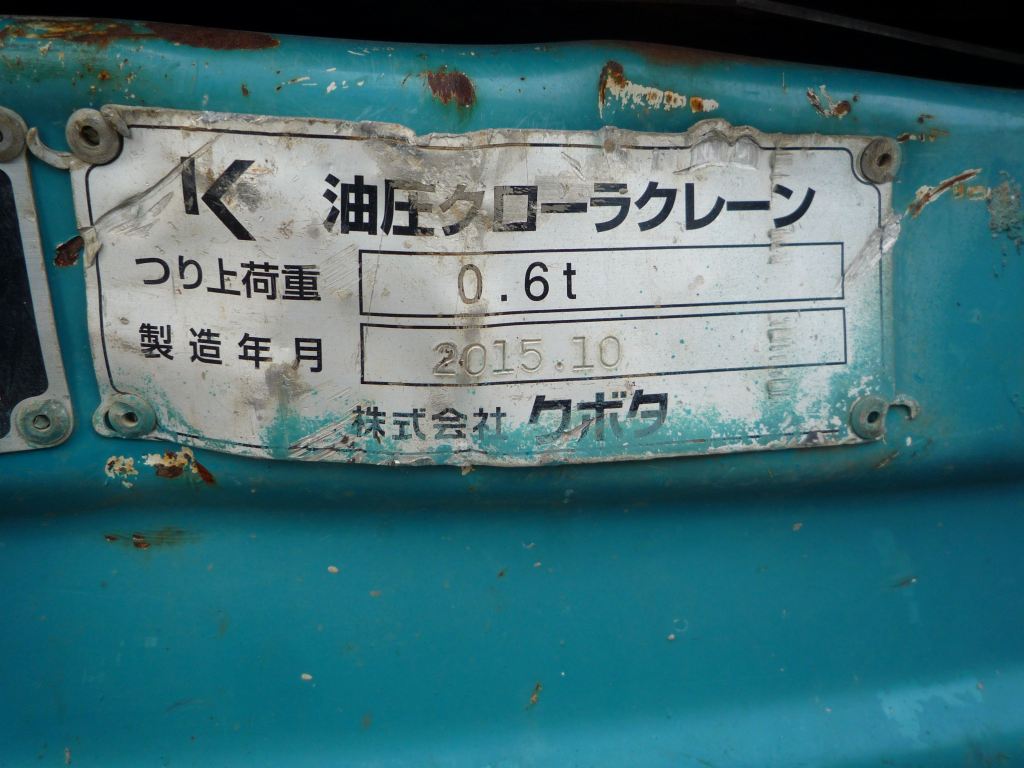 K 油圧クローラクレーン
つり上荷重 0.6t
製造年月 2015.10
株式会社 クボタ